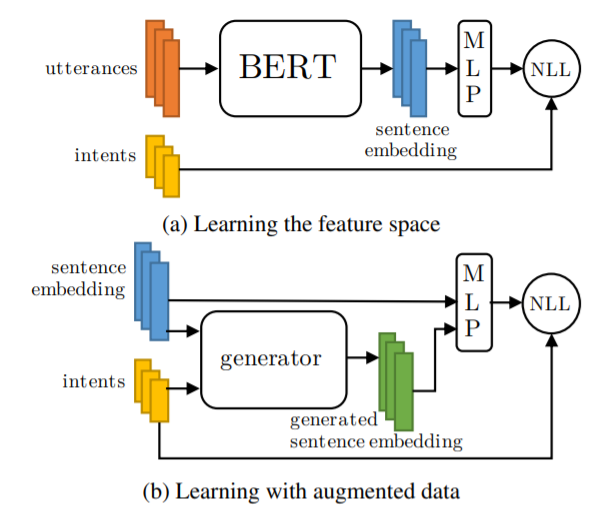 utterances
BERT
M
L
P
NLL
sentence
embedding
intents
(a) Learning the feature space
sentence
embedding
M
L
P
NLL
generator
intents
generated
sentence embedding
(b) Learning with augmented data